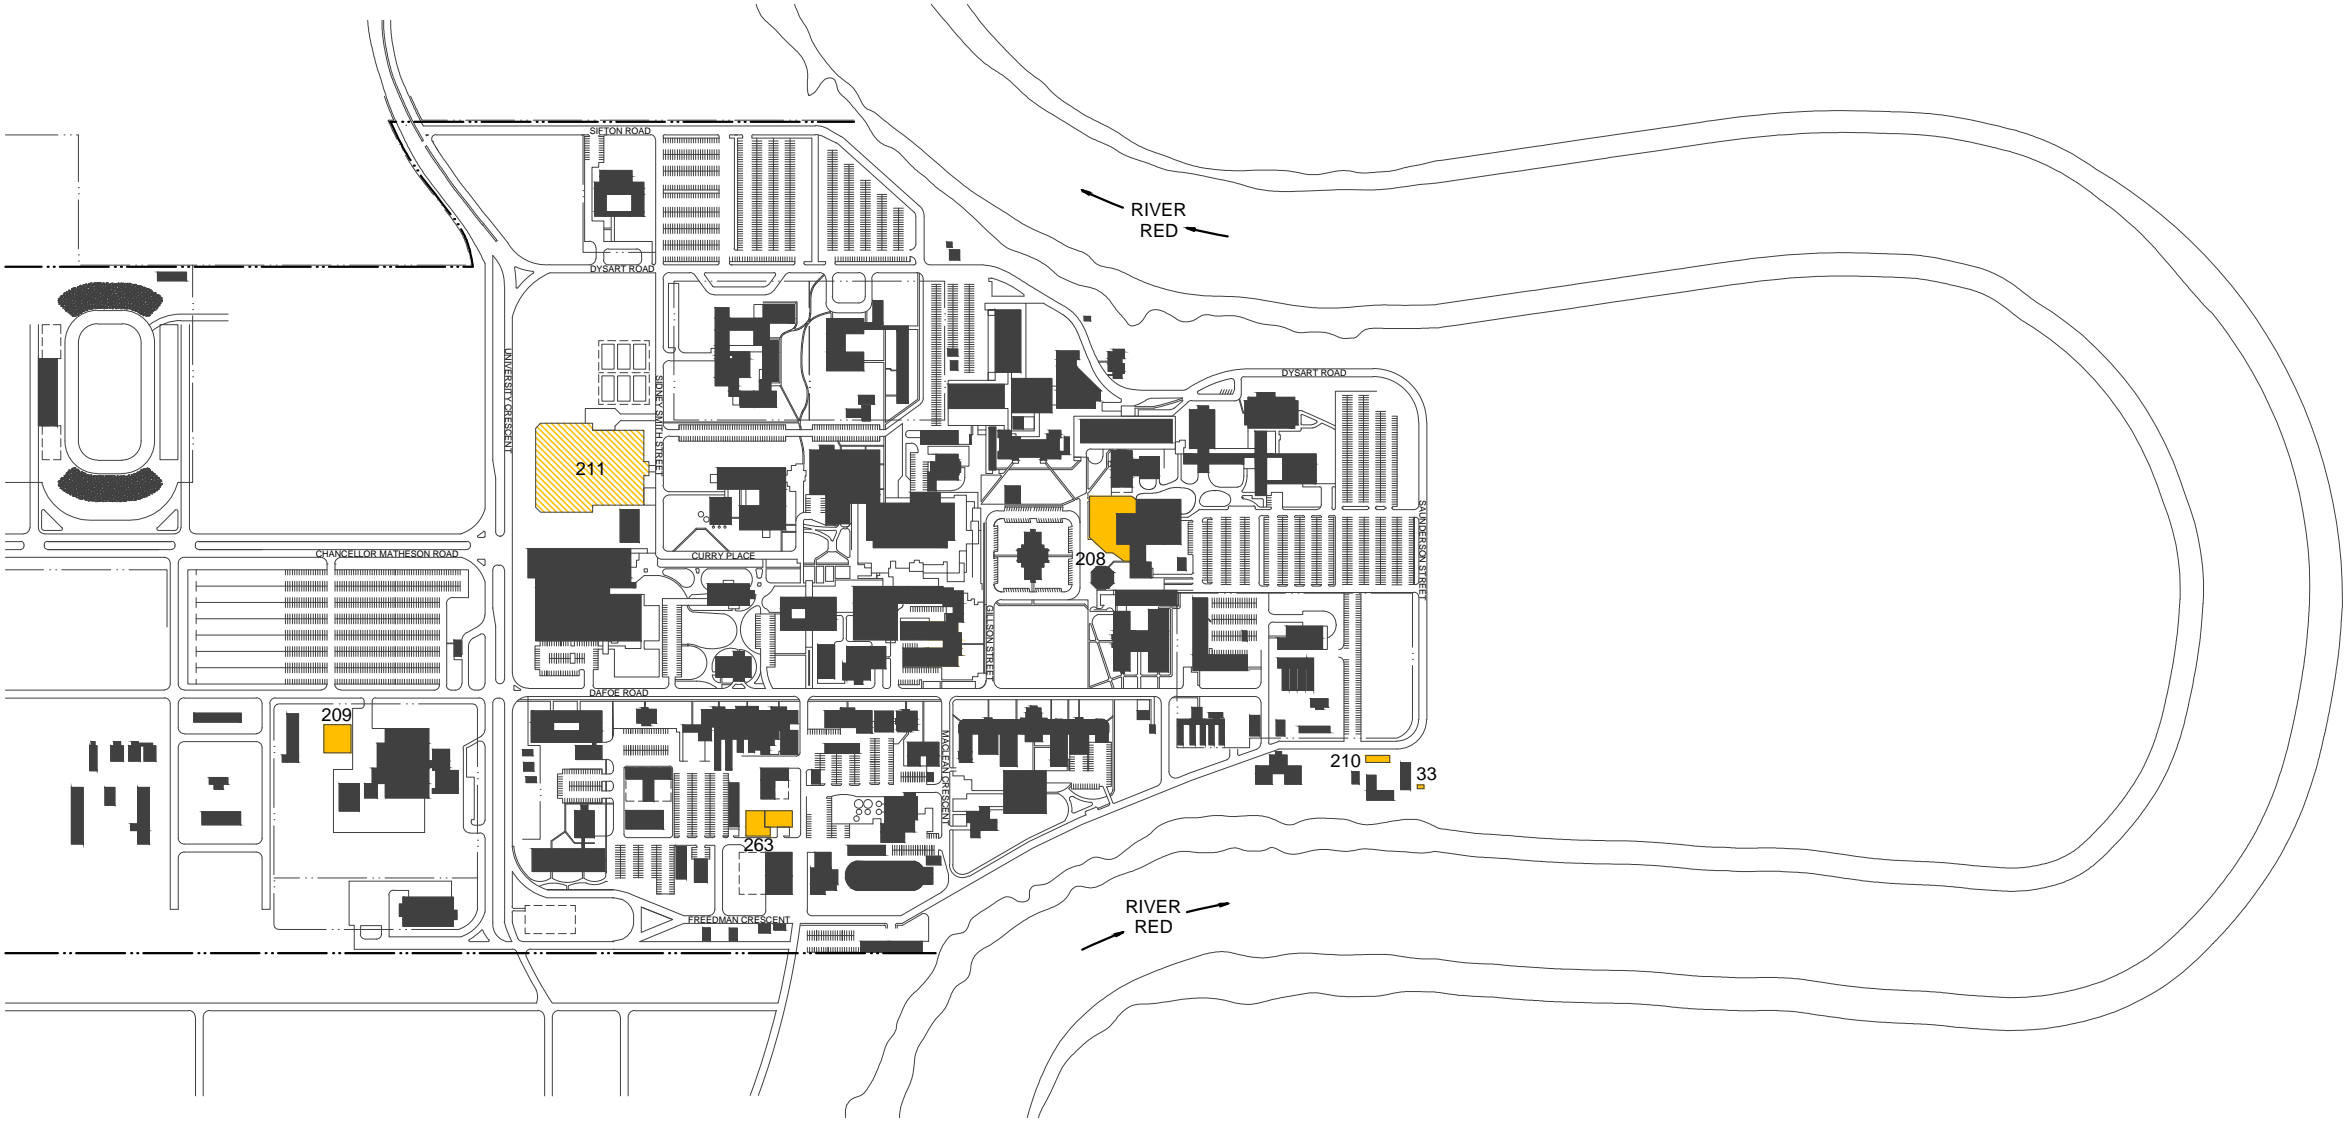 SIFTON ROAD
RIVER
RED
DYSART ROAD
UNIVERSITY CRESCENT
SIDNEY SMITH STREET
DYSART ROAD
211
SAUNDERSON STREET
CHANCELLOR MATHESON ROAD
CURRY PLACE
208
GILLSON STREET
DAFOE ROAD
209
MACLEAN CRESCENT
210
33
263
FREEDMAN CRESCENT
RIVER
RED